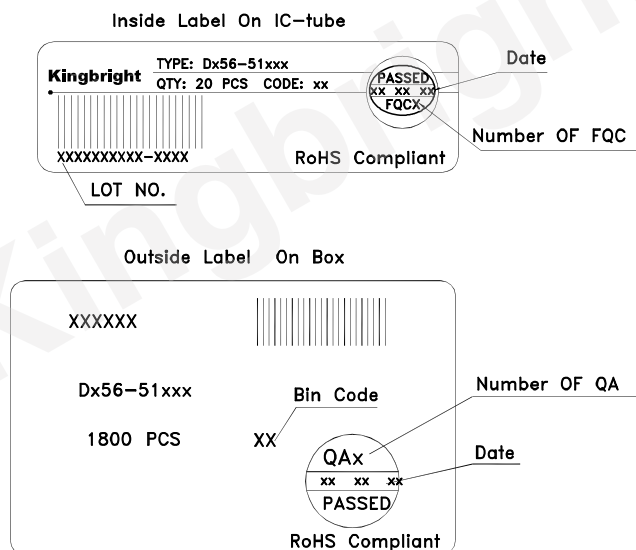 Inside Label On IC-tube
Kingbright
TYPE: Dx56-51xxx
QTY: 20 PCS CODE: xx
PASSED
xx xx xx
FQCX
Date
Number OF FQC
XXXXXXXXXX-XXXX
RoHS Compliant
LOT NO.
Outside Label On Box
XXXXXX
Dx56-51xxx
Bin Code
Number OF QA
1800 PCS
XX
QAx
Date
xx xx xx
PASSED
RoHS Compliant
Kingbright